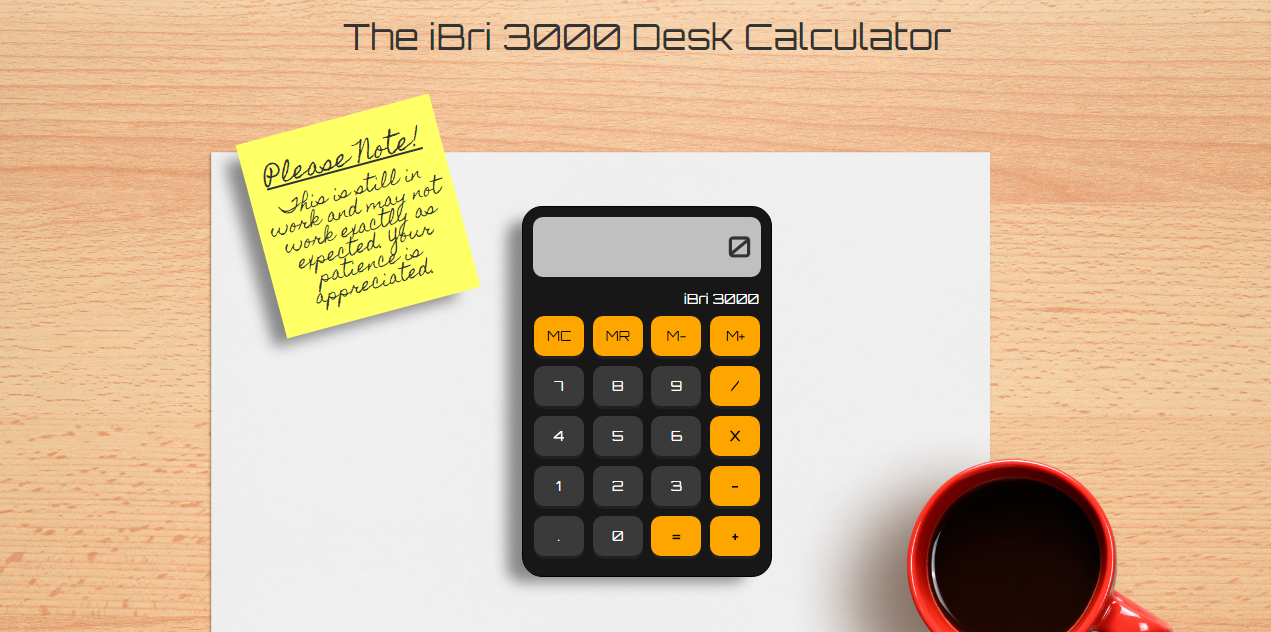 The iBri 3000 Desk Calculator
Please Note!
This is still in
work and may not
work exactly as
expected. Your
patience is
appreciated.
0
iBri 3000
MC MR M- M+
7 8 9 /
4 5 6 X
1 2 3 -
. 0 = +